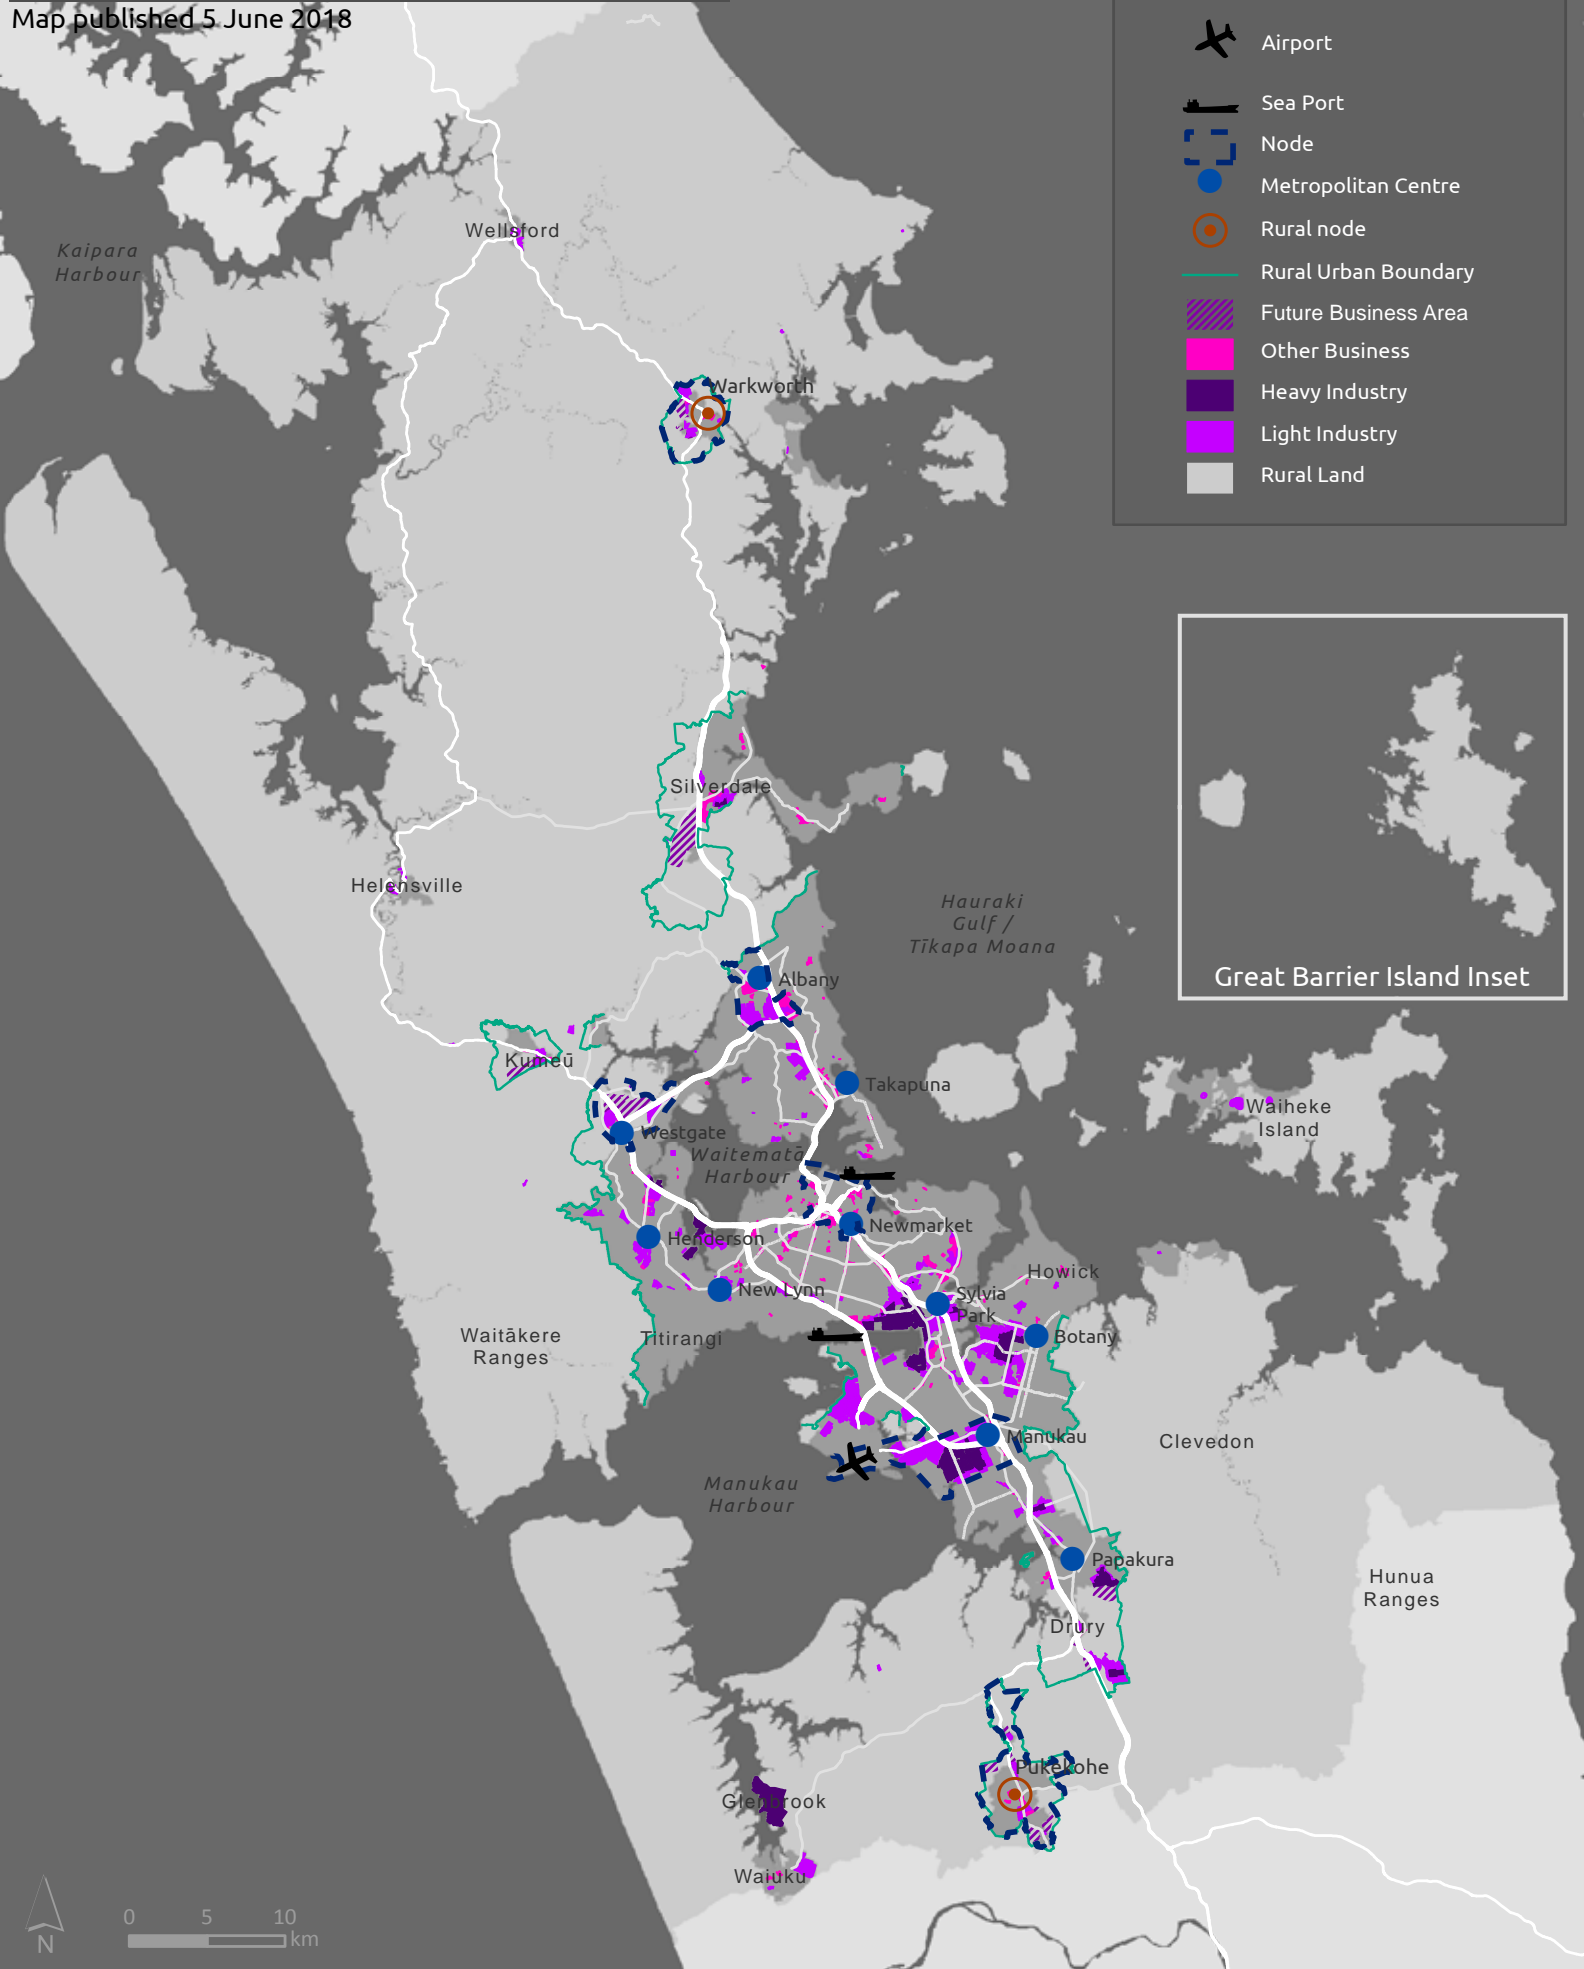 Map published 5 June 2018
Airport
Sea Port
Node
Metropolitan Centre
Rural node
Rural Urban Boundary
Future Business Area
Other Business
Heavy Industry
Light Industry
Rural Land
Wellsford
Kaipara
Harbour
Warkworth
Silverdale
Helensville
Hauraki
Gulf /
Tīkapa Moana
Great Barrier Island Inset
Albany
Kumeū
Takapuna
Waiheke
Island
Westgate
Waitematā
Harbour
Newmarket
Henderson
Howick
New Lynn
Sylvia
Park
Waitākere
Ranges
Titirangi
Botany
Manukau
Clevedon
Manukau
Harbour
Papakura
Hunua
Ranges
Drury
Pukekohe
Glenbrook
Waiuku
0 5 10
km
N